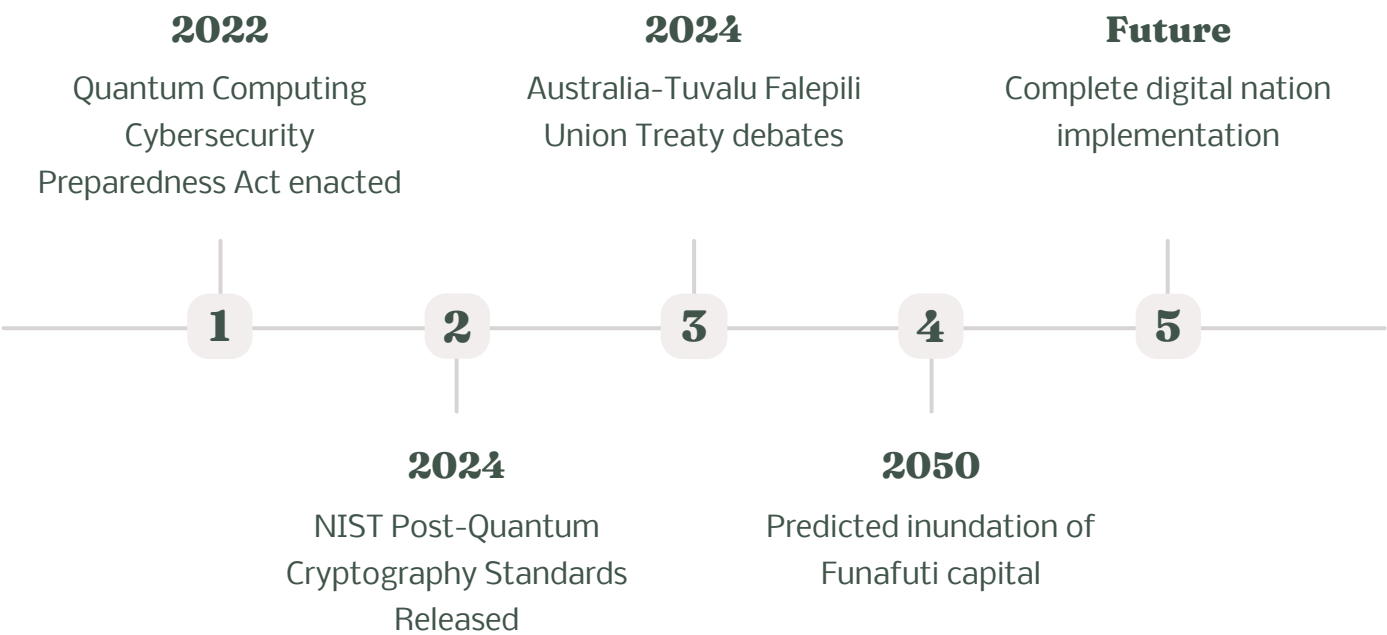 2022
Quantum Computing
Cybersecurity
Preparedness Act enacted
2024
Australia-Tuvalu Falepili
Union Treaty debates
Future
Complete digital nation
implementation
1
2
3
4
5
2024
NIST Post-Quantum
Cryptography Standards
Released
2050
Predicted inundation of
Funafuti capital